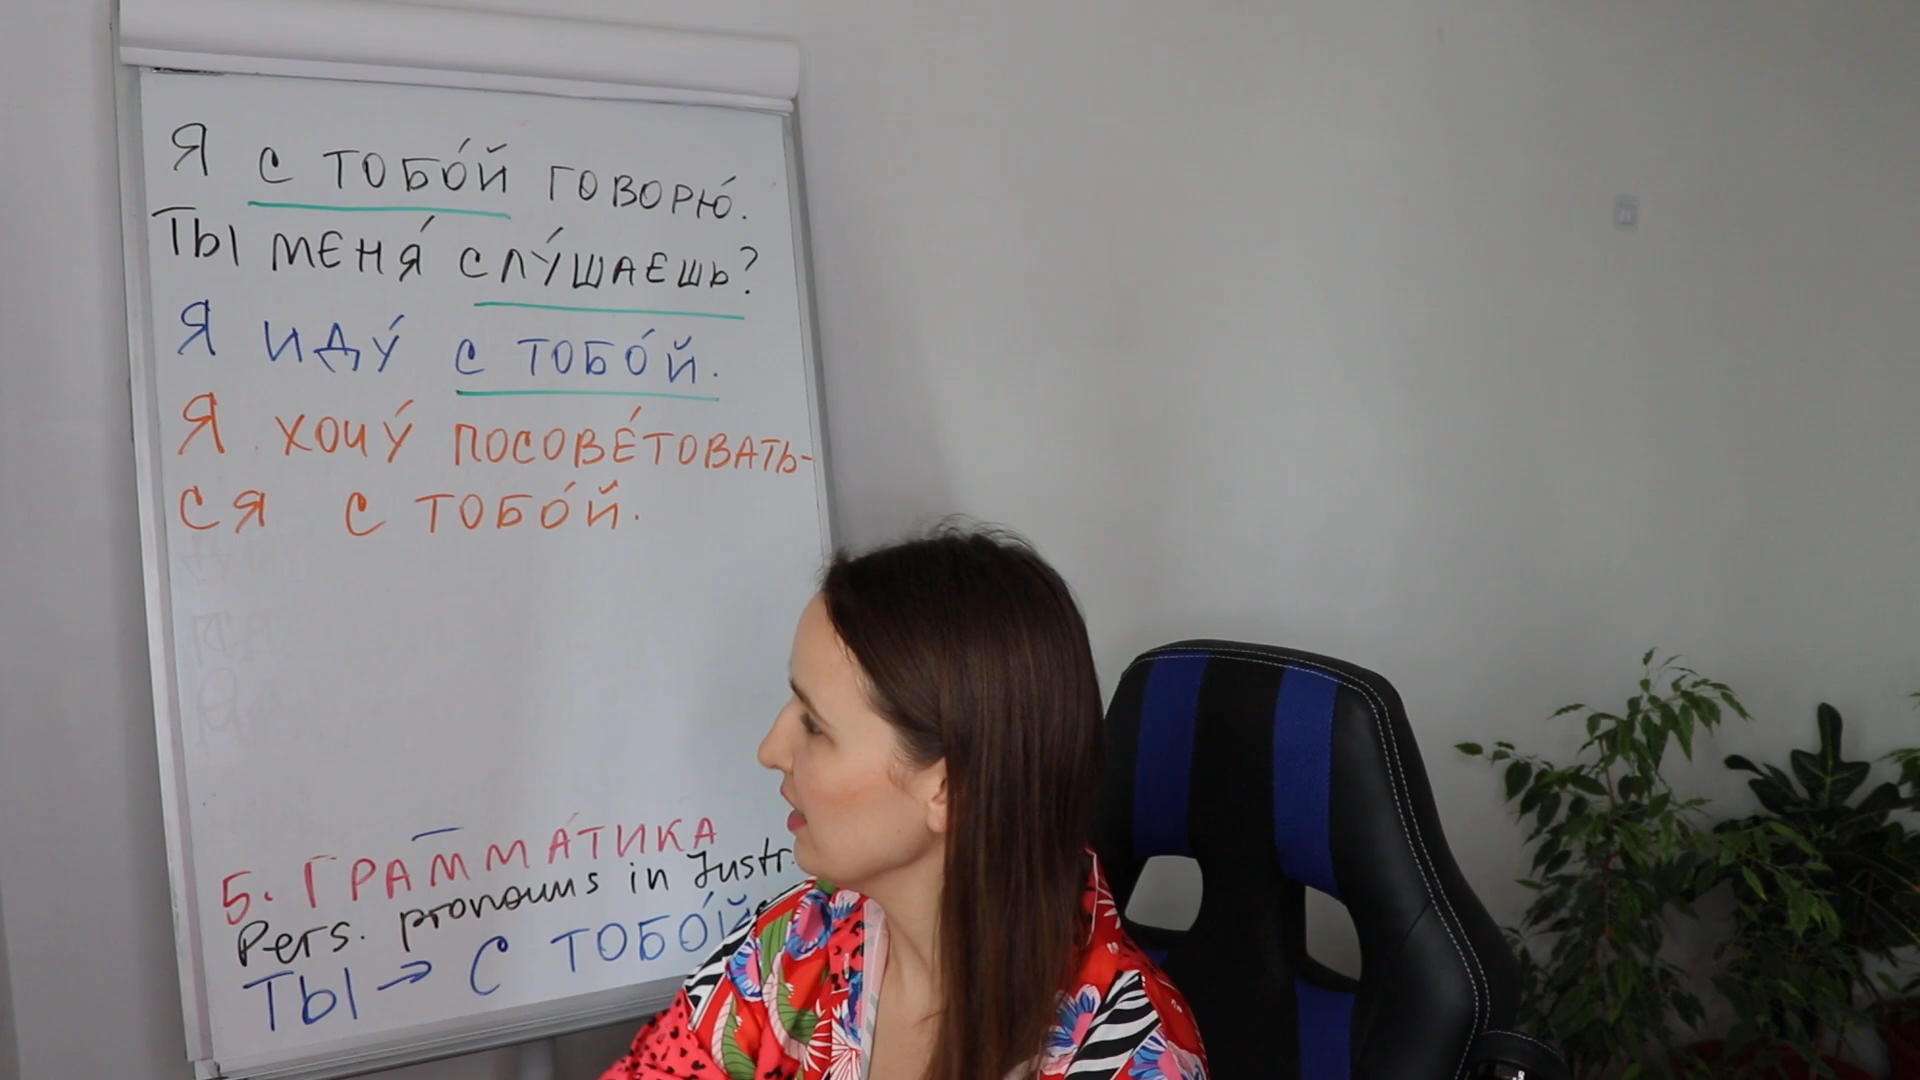 Я С ТОБО́Й ГОВОРЮ́.
ТЫ МЕНЯ́ СЛУ́ШАЕШЬ?
Я ИДУ́ С ТОБО́Й.
Я ХОЧУ́ ПОСОВЕ́ТОВАТЬ-
СЯ С ТОБО́Й.
5. ГРАММА́ТИКА
Pers. pronouns in Instr.
ТЫ → С ТОБО́Й